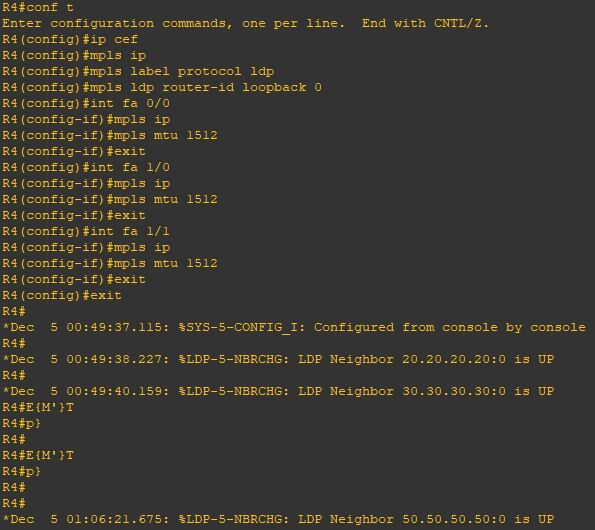 R4#conf t
Enter configuration commands, one per line.  End with CNTL/Z.
R4(config)#ip cef
R4(config)#mpls ip
R4(config)#mpls label protocol ldp
R4(config)#mpls ldp router-id loopback 0
R4(config)#int fa 0/0
R4(config-if)#mpls ip
R4(config-if)#mpls mtu 1512
R4(config-if)#exit
R4(config)#int fa 1/0
R4(config-if)#mpls ip
R4(config-if)#mpls mtu 1512
R4(config-if)#exit
R4(config)#int fa 1/1
R4(config-if)#mpls ip
R4(config-if)#mpls mtu 1512
R4(config-if)#exit
R4(config)#exit
R4#
*Dec  5 00:49:37.115: %SYS-5-CONFIG_I: Configured from console by console
R4#
*Dec  5 00:49:38.227: %LDP-5-NBRCHG: LDP Neighbor 20.20.20.20:0 is UP
R4#
*Dec  5 00:49:40.159: %LDP-5-NBRCHG: LDP Neighbor 30.30.30.30:0 is UP
R4#E{M'}T
R4#p}
R4#
R4#E{M'}T
R4#p}
R4#
R4#
*Dec  5 01:06:21.675: %LDP-5-NBRCHG: LDP Neighbor 50.50.50.50:0 is UP